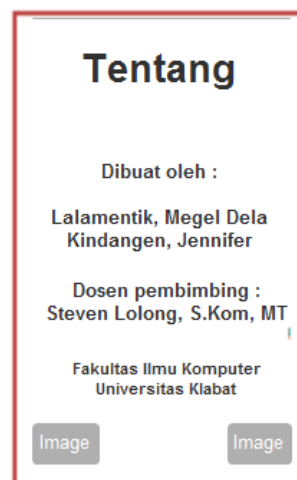 Tentang
Dibuat oleh :
Lalamentik, Megel Dela
Kindangen, Jennifer
Dosen pembimbing :
Steven Lolong, S.Kom, MT
Fakultas Ilmu Komputer
Universitas Klabat
Image Image